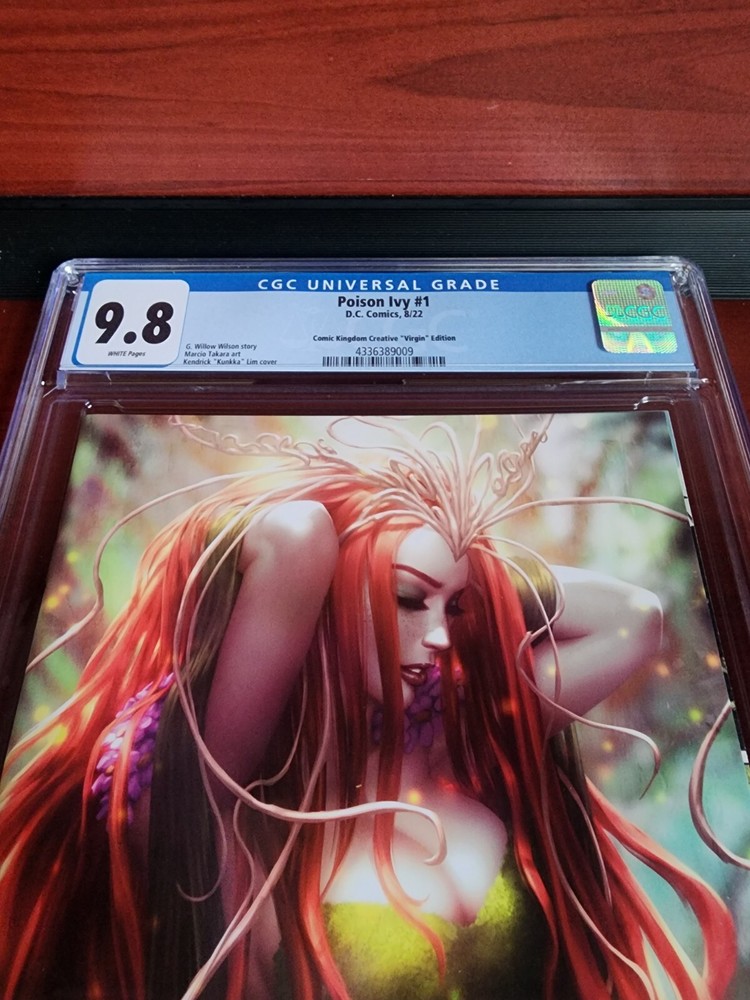 CGC UNIVERSAL GRADE
9.8
WHITE Pages
Poison Ivy #1
D.C. Comics, 8/22
G. Willow Wilson story
Marcio Takara art
Kendrick "Kunkka" Lim cover
Comic Kingdom Creative "Virgin" Edition
4336389009
CGC